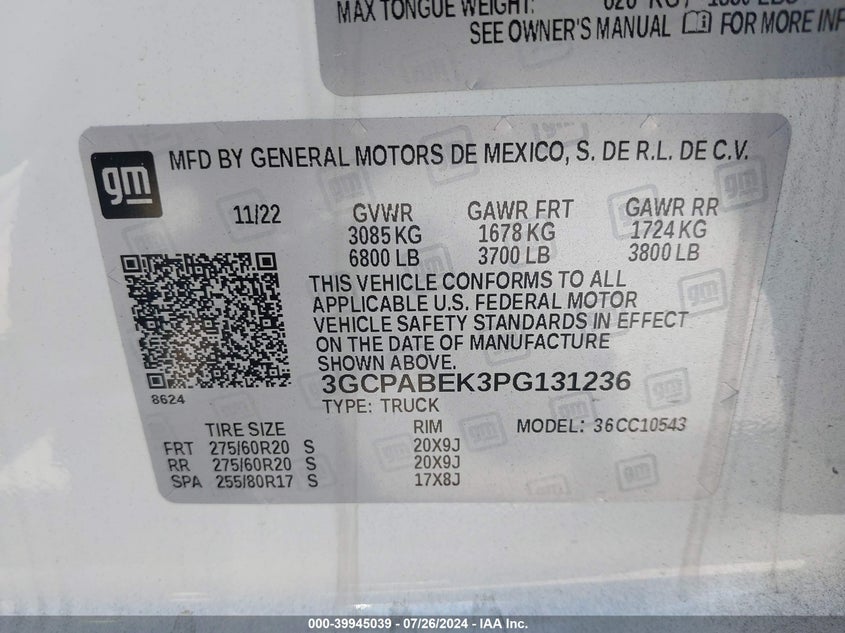 MAX TONGUE WEIGHT:
SEE OWNER'S MANUAL FOR MORE INF
gm
MFD BY GENERAL MOTORS DE MEXICO, S. DE R.L. DE C.V.
11/22 GVWR GAWR FRT GAWR RR
3085 KG 1678 KG 1724 KG
6800 LB 3700 LB 3800 LB
THIS VEHICLE CONFORMS TO ALL
APPLICABLE U.S. FEDERAL MOTOR
VEHICLE SAFETY STANDARDS IN EFFECT
ON THE DATE OF MANUFACTURE
SHOWN ABOVE.
3GCPABEK3PG131236
8624
TYPE: TRUCK
TIRE SIZE RIM MODEL: 36CC10543
FRT 275/60R20 S 20X9J
RR 275/60R20 S 20X9J
SPA 255/80R17 S 17X8J
000-39945039 - 07/26/2024 - IAA Inc.